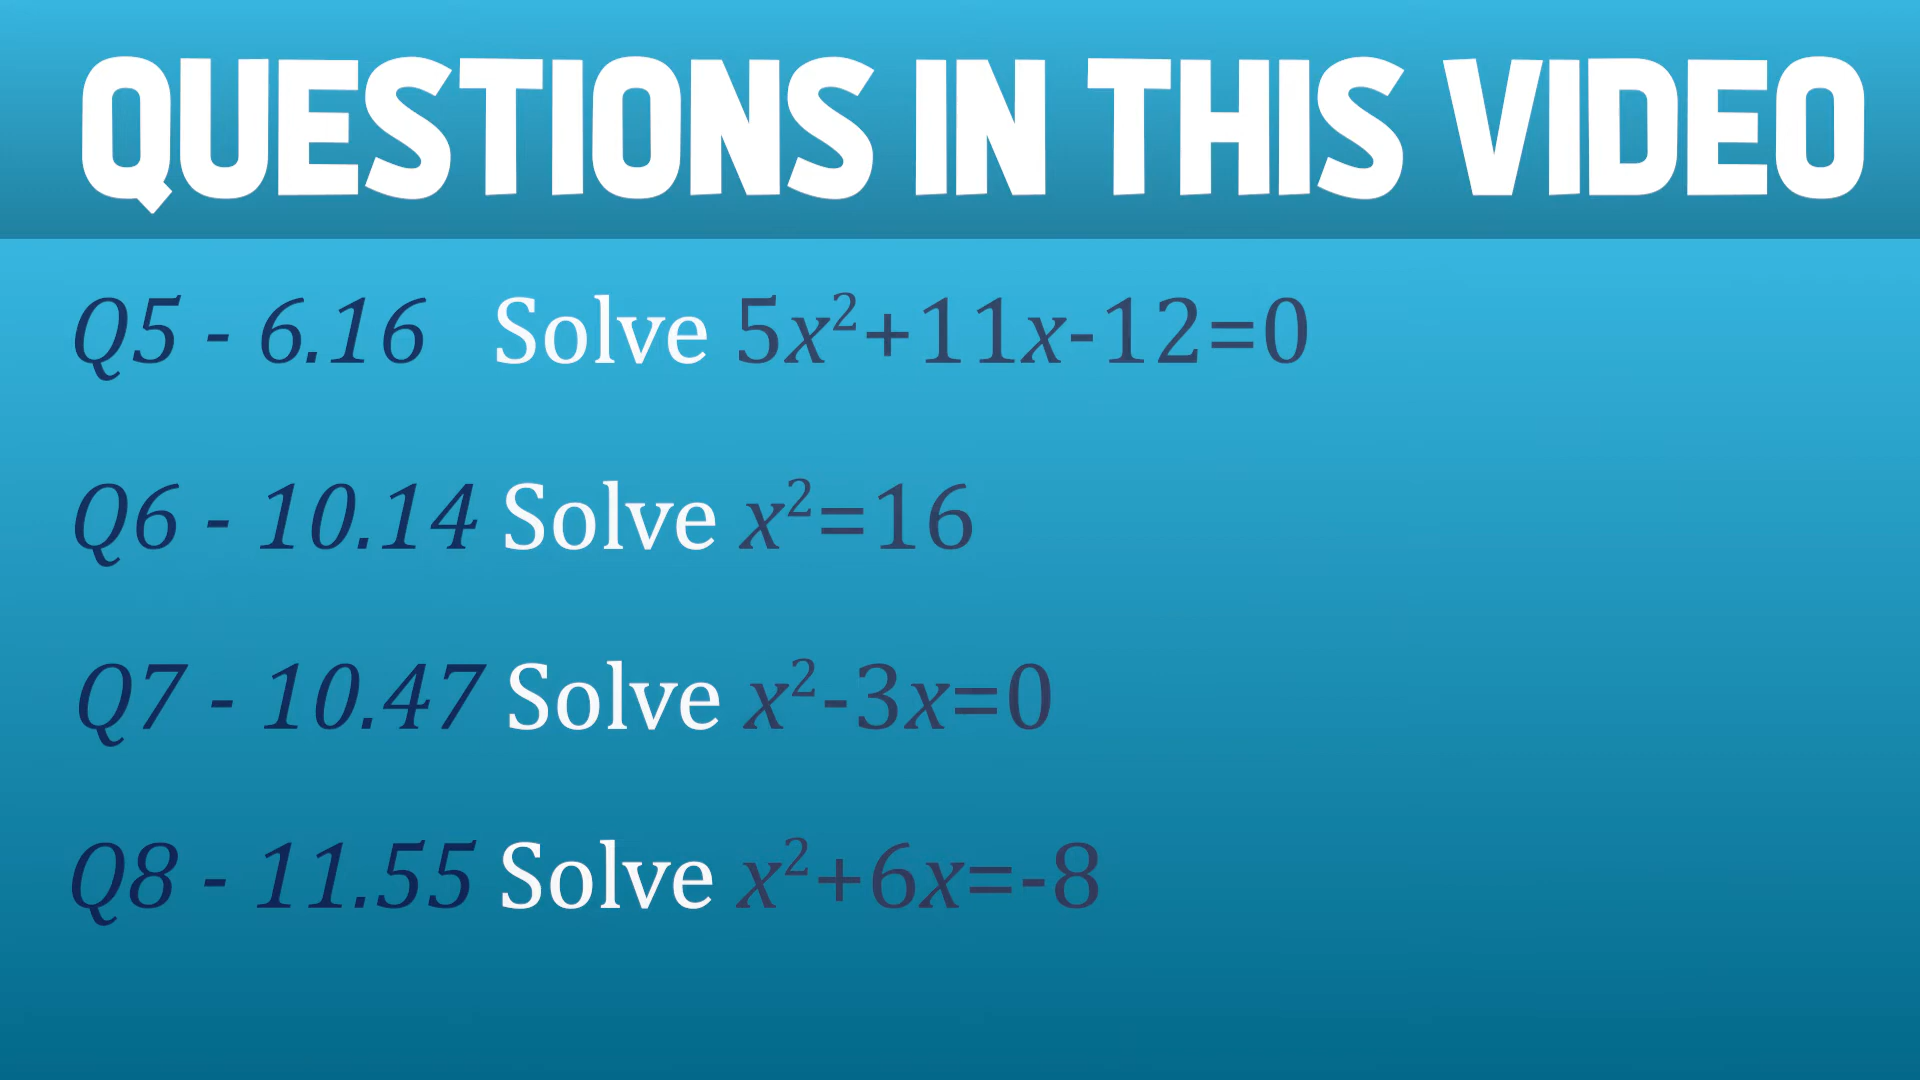 QUESTIONS IN THIS VIDEO
Q5 - 6.16 Solve 5x²+11x-12=0
Q6 - 10.14 Solve x²=16
Q7 - 10.47 Solve x²-3x=0
Q8 - 11.55 Solve x²+6x=-8